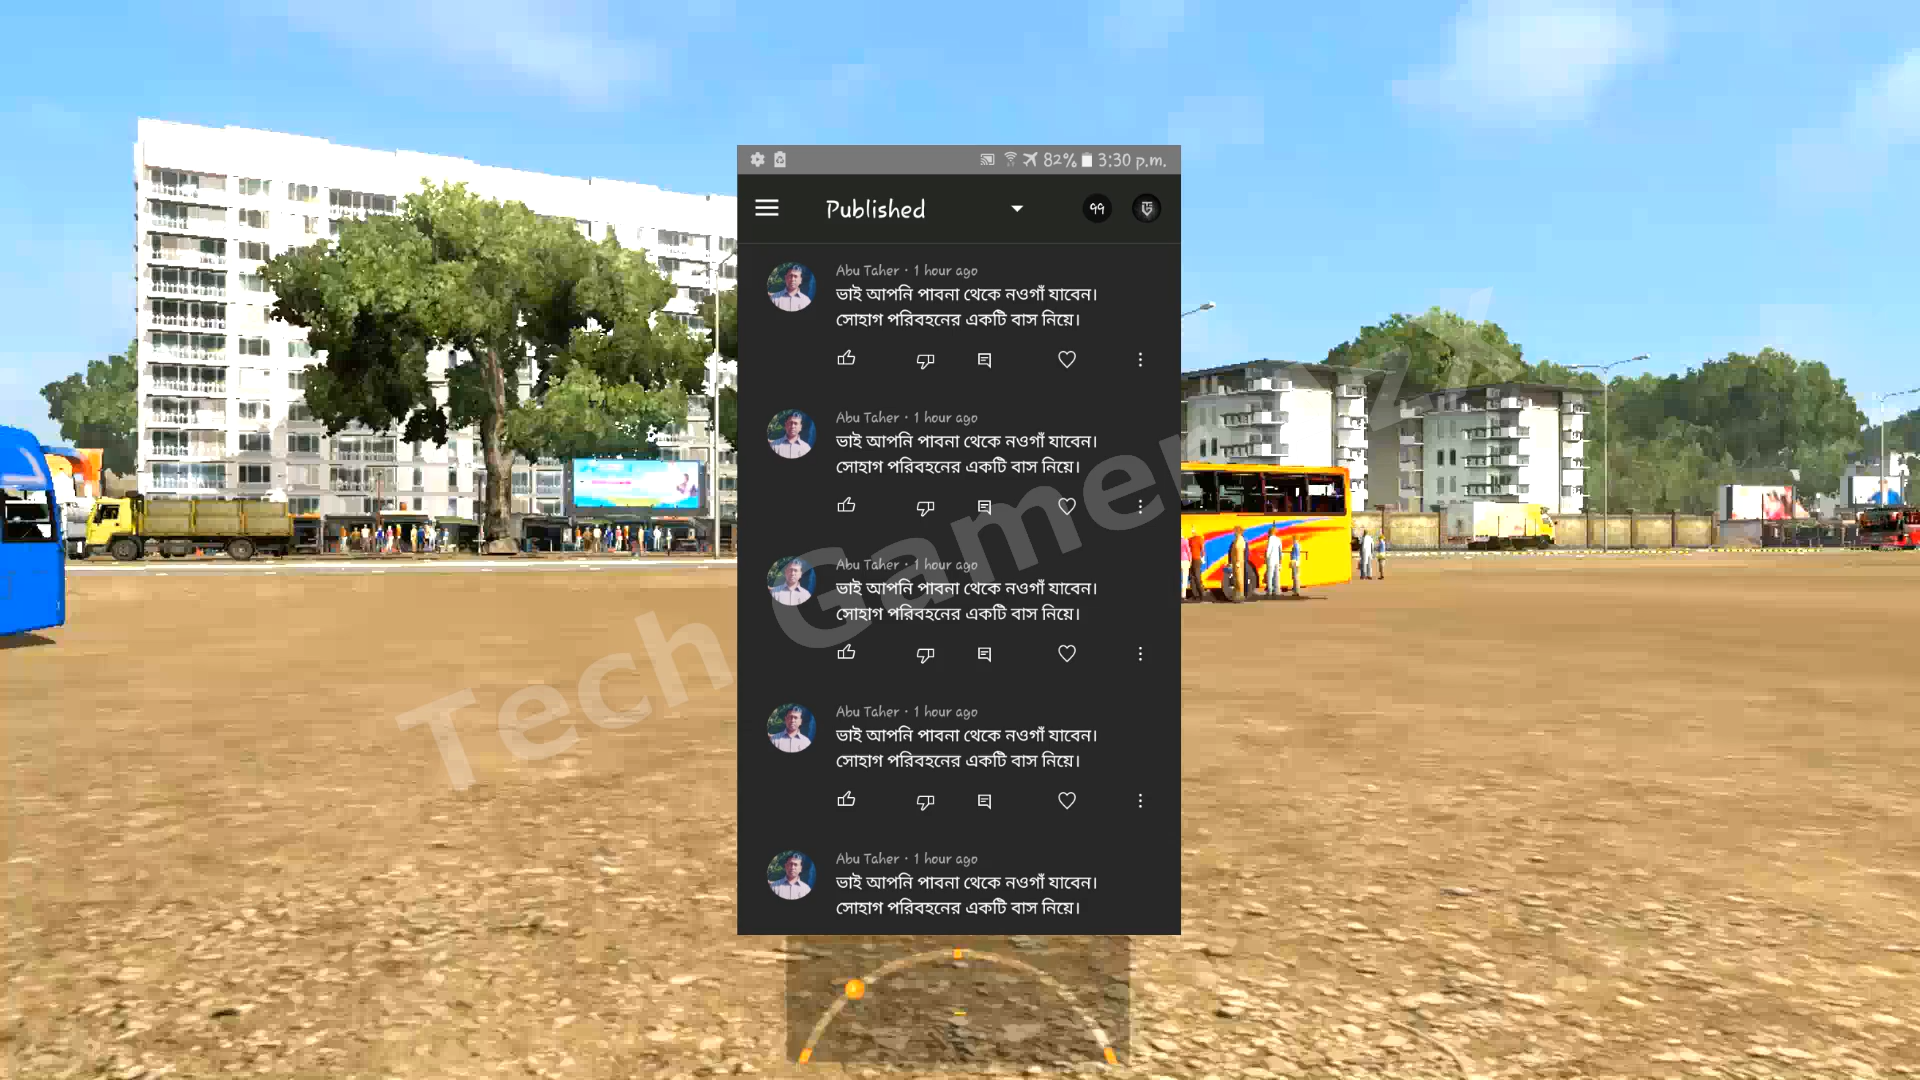 82% 3:30 p.m.
Published
99
Abu Taher · 1 hour ago
ভাই আপনি পাবনা থেকে নওগাঁ যাবেন।
সোহাগ পরিবহনের একটি বাস নিয়ে।
Abu Taher · 1 hour ago
ভাই আপনি পাবনা থেকে নওগাঁ যাবেন।
সোহাগ পরিবহনের একটি বাস নিয়ে।
Abu Taher · 1 hour ago
ভাই আপনি পাবনা থেকে নওগাঁ যাবেন।
সোহাগ পরিবহনের একটি বাস নিয়ে।
Abu Taher · 1 hour ago
ভাই আপনি পাবনা থেকে নওগাঁ যাবেন।
সোহাগ পরিবহনের একটি বাস নিয়ে।
Abu Taher · 1 hour ago
ভাই আপনি পাবনা থেকে নওগাঁ যাবেন।
সোহাগ পরিবহনের একটি বাস নিয়ে।
Tech Gamer